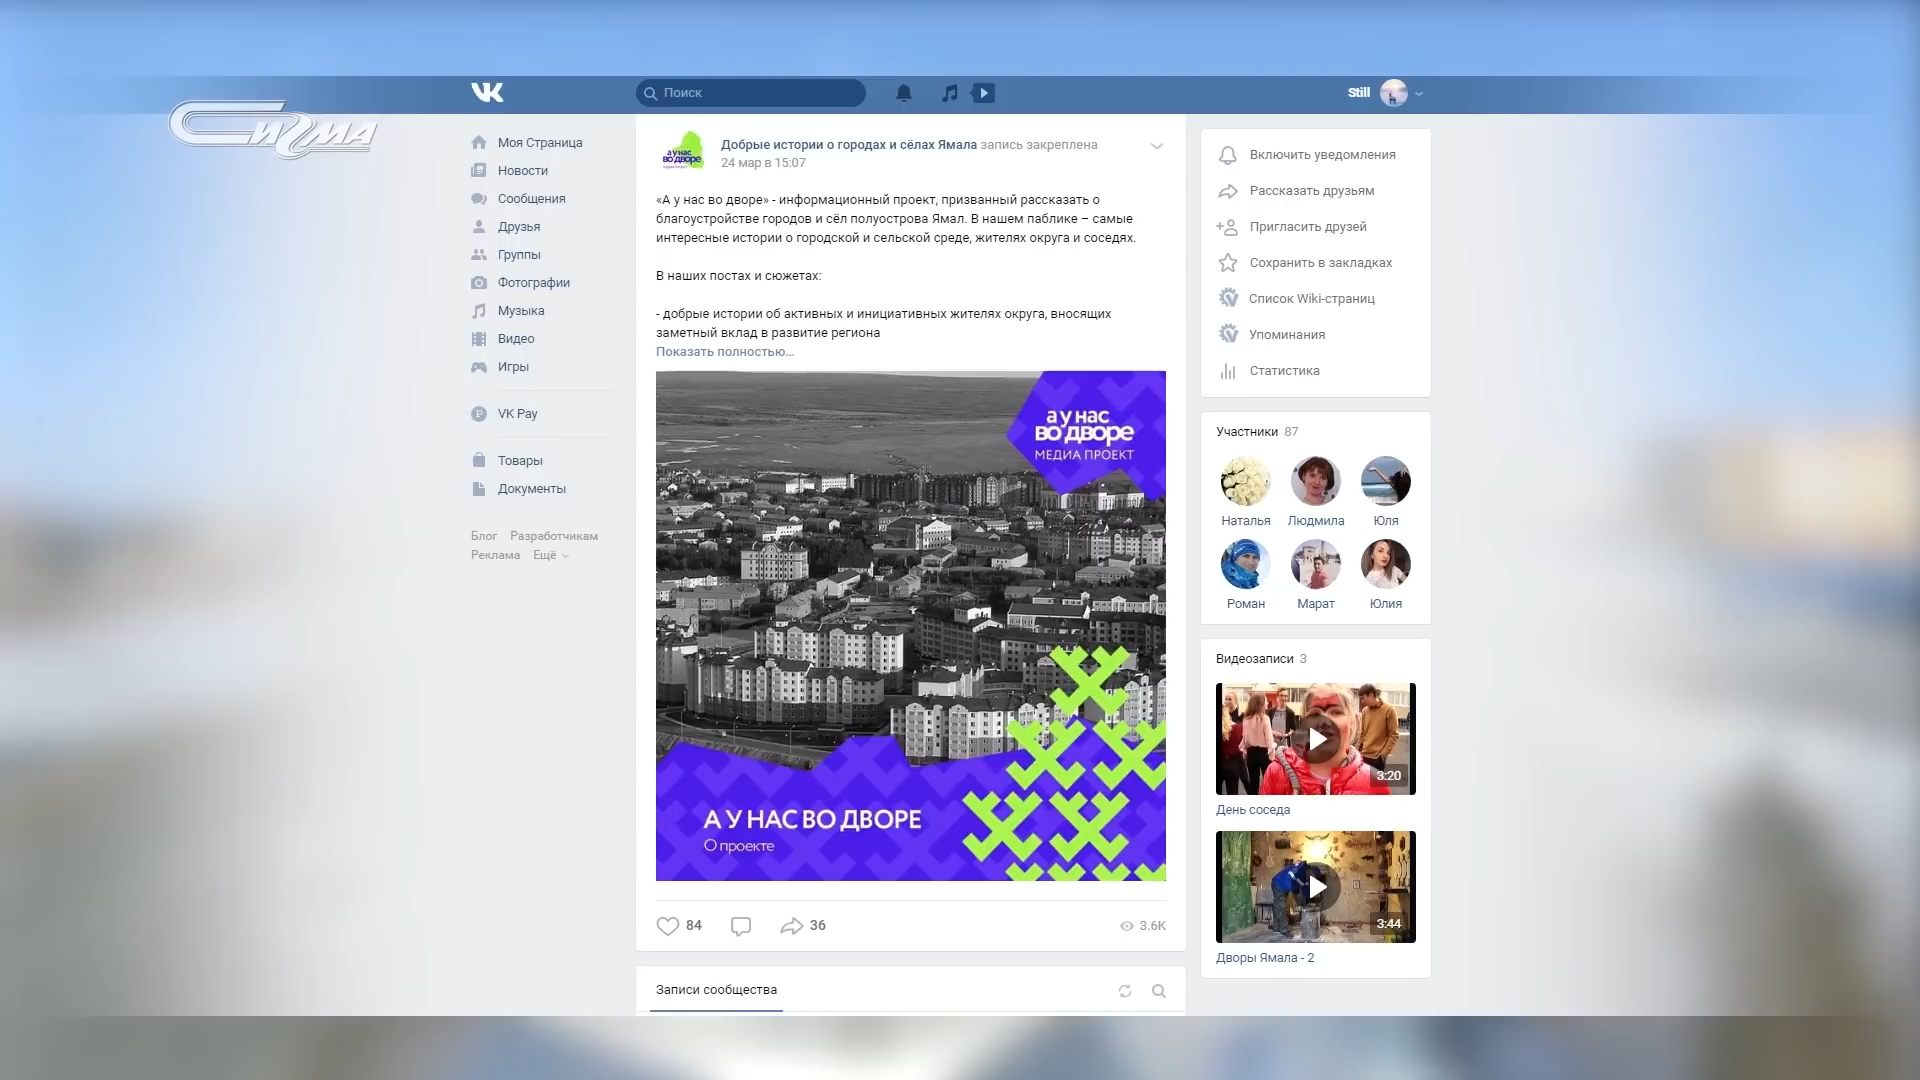 СИГМА
VK
Поиск
Still
Моя Страница
Новости
Сообщения
Друзья
Группы
Фотографии
Музыка
Видео
Игры
VK Pay
Товары
Документы
Блог Разработчикам
Реклама Ещё
а у нас
во дворе
Добрые истории о городах и сёлах Ямала запись закреплена
24 мар в 15:07
«А у нас во дворе» - информационный проект, призванный рассказать о
благоустройстве городов и сёл полуострова Ямал. В нашем паблике – самые
интересные истории о городской и сельской среде, жителях округа и соседях.
В наших постах и сюжетах:
- добрые истории об активных и инициативных жителях округа, вносящих
заметный вклад в развитие региона
Показать полностью...
а у нас
во дворе
МЕДИА ПРОЕКТ
А У НАС ВО ДВОРЕ
О проекте
84
36
3.6K
Записи сообщества
Включить уведомления
Рассказать друзьям
Пригласить друзей
Сохранить в закладках
Список Wiki-страниц
Упоминания
Статистика
Участники 87
Наталья Людмила Юля
Роман Марат Юлия
Видеозаписи 3
3:20
День соседа
3:44
Дворы Ямала - 2